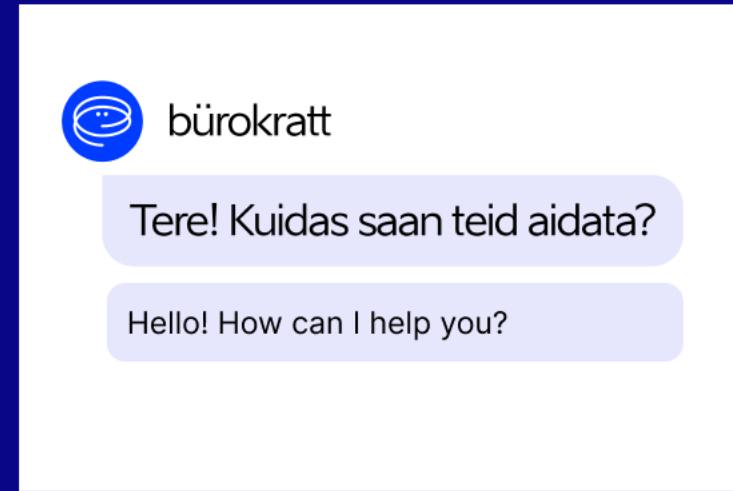 bürokratt
Tere! Kuidas saan teid aidata?
Hello! How can I help you?